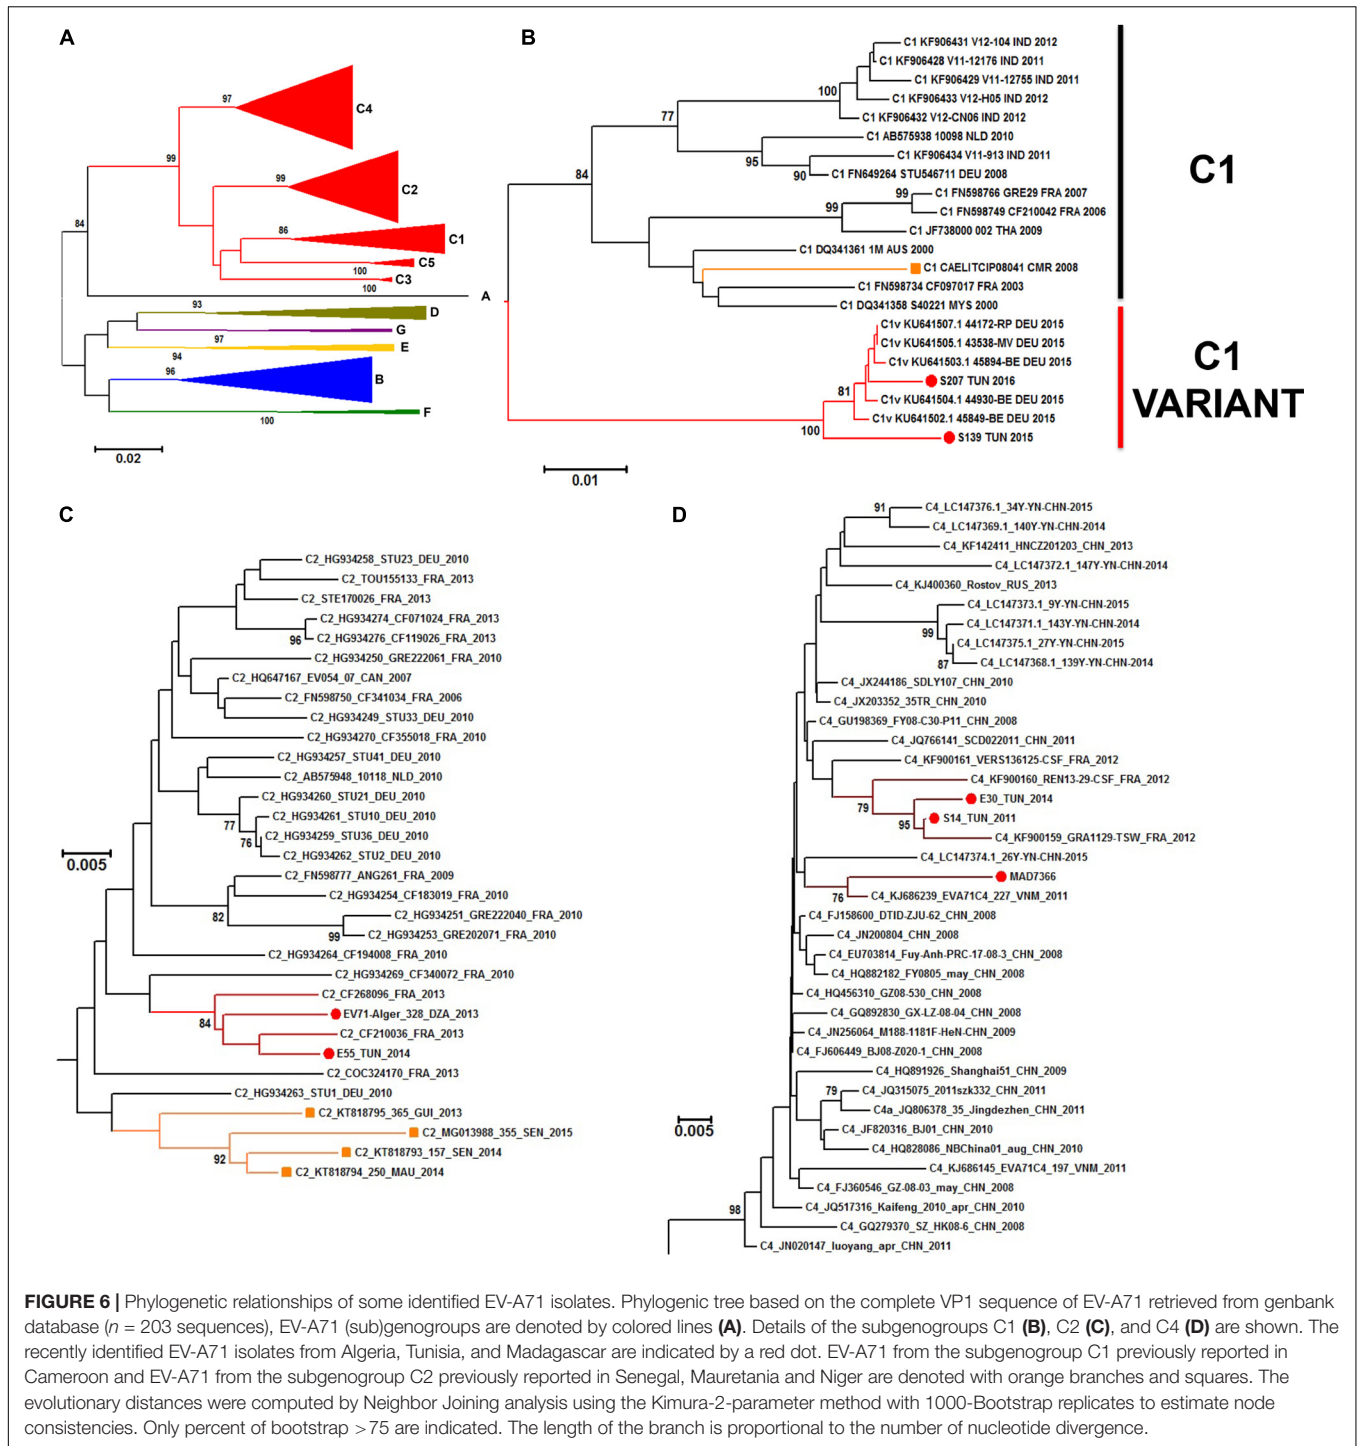 A
97
C4
99
99
C2
84
86
C1
C5
100
C3
100
A
93
D
G
97
E
94
96
B
F
100
0.02
B
C1 KF906431 V12-104 IND 2012
C1 KF906428 V11-12176 IND 2011
C1 KF906429 V11-12755 IND 2011
100
C1 KF906433 V12-H05 IND 2012
C1 KF906432 V12-CN06 IND 2012
77
C1 AB575938 10098 NLD 2010
95
C1 KF906434 V11-913 IND 2011
90
C1 FN649264 STU546711 DEU 2008
84
99
C1 FN598766 GRE29 FRA 2007
99
C1 FN598749 CF210042 FRA 2006
C1 JF738000 002 THA 2009
C1 DQ341361 1M AUS 2000
C1 CAELITCIP08041 CMR 2008
C1 FN598734 CF097017 FRA 2003
C1 DQ341358 S40221 MYS 2000
C1v KU641507.1 44172-RP DEU 2015
C1v KU641505.1 43538-MV DEU 2015
C1v KU641503.1 45894-BE DEU 2015
S207 TUN 2016
81
C1v KU641504.1 44930-BE DEU 2015
C1v KU641502.1 45849-BE DEU 2015
100
S139 TUN 2015
0.01
C1
C1
VARIANT
C
C2_HG934258_STU23_DEU_2010
C2_TOU155133_FRA_2013
C2_STE170026_FRA_2013
C2_HG934274_CF071024_FRA_2013
96
C2_HG934276_CF119026_FRA_2013
C2_HG934250_GRE222061_FRA_2010
C2_HQ647167_EV054_07_CAN_2007
C2_FN598750_CF341034_FRA_2006
C2_HG934249_STU33_DEU_2010
C2_HG934270_CF355018_FRA_2010
C2_HG934257_STU41_DEU_2010
C2_AB575948_10118_NLD_2010
C2_HG934260_STU21_DEU_2010
77
C2_HG934261_STU10_DEU_2010
76
C2_HG934259_STU36_DEU_2010
C2_HG934262_STU2_DEU_2010
0.005
C2_FN598777_ANG261_FRA_2009
C2_HG934254_CF183019_FRA_2010
82
C2_HG934251_GRE222040_FRA_2010
99
C2_HG934253_GRE202071_FRA_2010
C2_HG934264_CF194008_FRA_2010
C2_HG934269_CF340072_FRA_2010
C2_CF268096_FRA_2013
84
EV71-Alger_328_DZA_2013
C2_CF210036_FRA_2013
E55_TUN_2014
C2_COC324170_FRA_2013
C2_HG934263_STU1_DEU_2010
C2_KT818795_365_GUI_2013
C2_MG013988_355_SEN_2015
92
C2_KT818793_157_SEN_2014
C2_KT818794_250_MAU_2014
D
91
C4_LC147376.1_34Y-YN-CHN-2015
C4_LC147369.1_140Y-YN-CHN-2014
C4_KF142411_HNCZ201203_CHN_2013
C4_LC147372.1_147Y-YN-CHN-2014
C4_KJ400360_Rostov_RUS_2013
C4_LC147373.1_9Y-YN-CHN-2015
99
C4_LC147371.1_143Y-YN-CHN-2014
C4_LC147375.1_27Y-YN-CHN-2015
87
C4_LC147368.1_139Y-YN-CHN-2014
C4_JX244186_SDLY107_CHN_2010
C4_JX203352_35TR_CHN_2010
C4_GU198369_FY08-C30-P11_CHN_2008
C4_JQ766141_SCD022011_CHN_2011
C4_KF900161_VERS136125-CSF_FRA_2012
C4_KF900160_REN13-29-CSF_FRA_2012
79
E30_TUN_2014
95
S14_TUN_2011
C4_KF900159_GRA1129-TSW_FRA_2012
C4_LC147374.1_26Y-YN-CHN-2015
MAD7366
76
C4_KJ686239_EVA71C4_227_VNM_2011
C4_FJ158600_DTID-ZJU-62_CHN_2008
C4_JN200804_CHN_2008
C4_EU703814_Fuy-Anh-PRC-17-08-3_CHN_2008
C4_HQ882182_FY0805_may_CHN_2008
C4_HQ456310_GZ08-530_CHN_2008
C4_GQ892830_GX-LZ-08-04_CHN_2008
C4_JN256064_M188-1181F-HeN-CHN_2009
C4_FJ606449_BJ08-Z020-1_CHN_2008
C4_HQ891926_Shanghai51_CHN_2009
79
C4_JQ315075_2011szk332_CHN_2011
C4a_JQ806378_35_Jingdezhen_CHN_2011
0.005
C4_JF820316_BJ01_CHN_2010
C4_HQ828086_NBChina01_aug_CHN_2010
C4_KJ686145_EVA71C4_197_VNM_2011
C4_FJ360546_GZ-08-03_may_CHN_2008
98
C4_JQ517316_Kaifeng_2010_apr_CHN_2010
C4_GQ279370_SZ_HK08-6_CHN_2008
C4_JN020147_luoyang_apr_CHN_2011
FIGURE 6 | Phylogenetic relationships of some identified EV-A71 isolates. Phylogenic tree based on the complete VP1 sequence of EV-A71 retrieved from genbank
database (n = 203 sequences), EV-A71 (sub)genogroups are denoted by colored lines (A). Details of the subgenogroups C1 (B), C2 (C), and C4 (D) are shown. The
recently identified EV-A71 isolates from Algeria, Tunisia, and Madagascar are indicated by a red dot. EV-A71 from the subgenogroup C1 previously reported in
Cameroon and EV-A71 from the subgenogroup C2 previously reported in Senegal, Mauretania and Niger are denoted with orange branches and squares. The
evolutionary distances were computed by Neighbor Joining analysis using the Kimura-2-parameter method with 1000-Bootstrap replicates to estimate node
consistencies. Only percent of bootstrap >75 are indicated. The length of the branch is proportional to the number of nucleotide divergence.